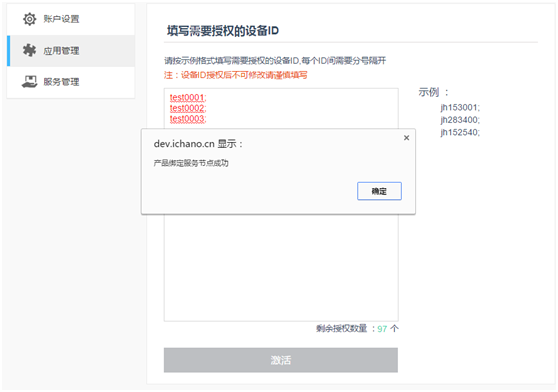 账户设置
应用管理
服务管理
填写需要授权的设备ID
请按示例格式填写需要授权的设备ID,每个ID间需要分号隔开
注：设备ID授权后不可修改请谨慎填写
test0001;
test0002;
test0003;
示例：
jh153001;
jh283400;
jh152540;
dev.ichano.cn 显示：
产品绑定服务节点成功
确定
剩余授权数量 ：97 个
激活